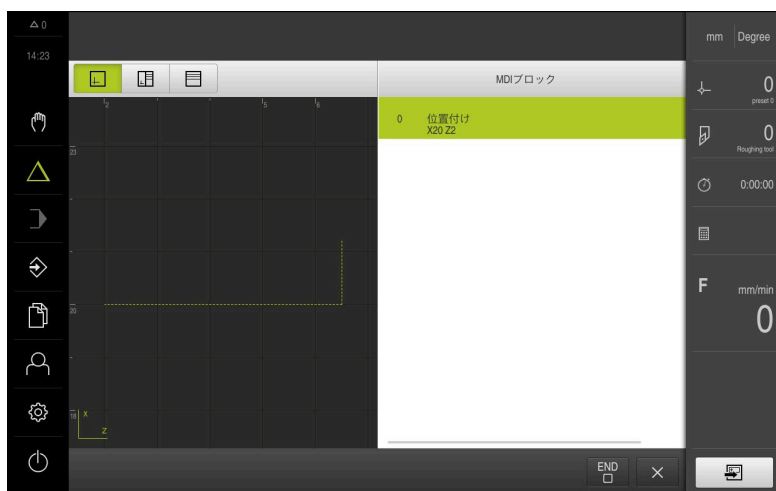 0
14:23
mm
Degree
MDIブロック
0
位置付け
X20 Z2
2
5
6
23
20
18
X
Z
0
preset 0
0
Roughing tool
0:00:00
F
mm/min
0
END